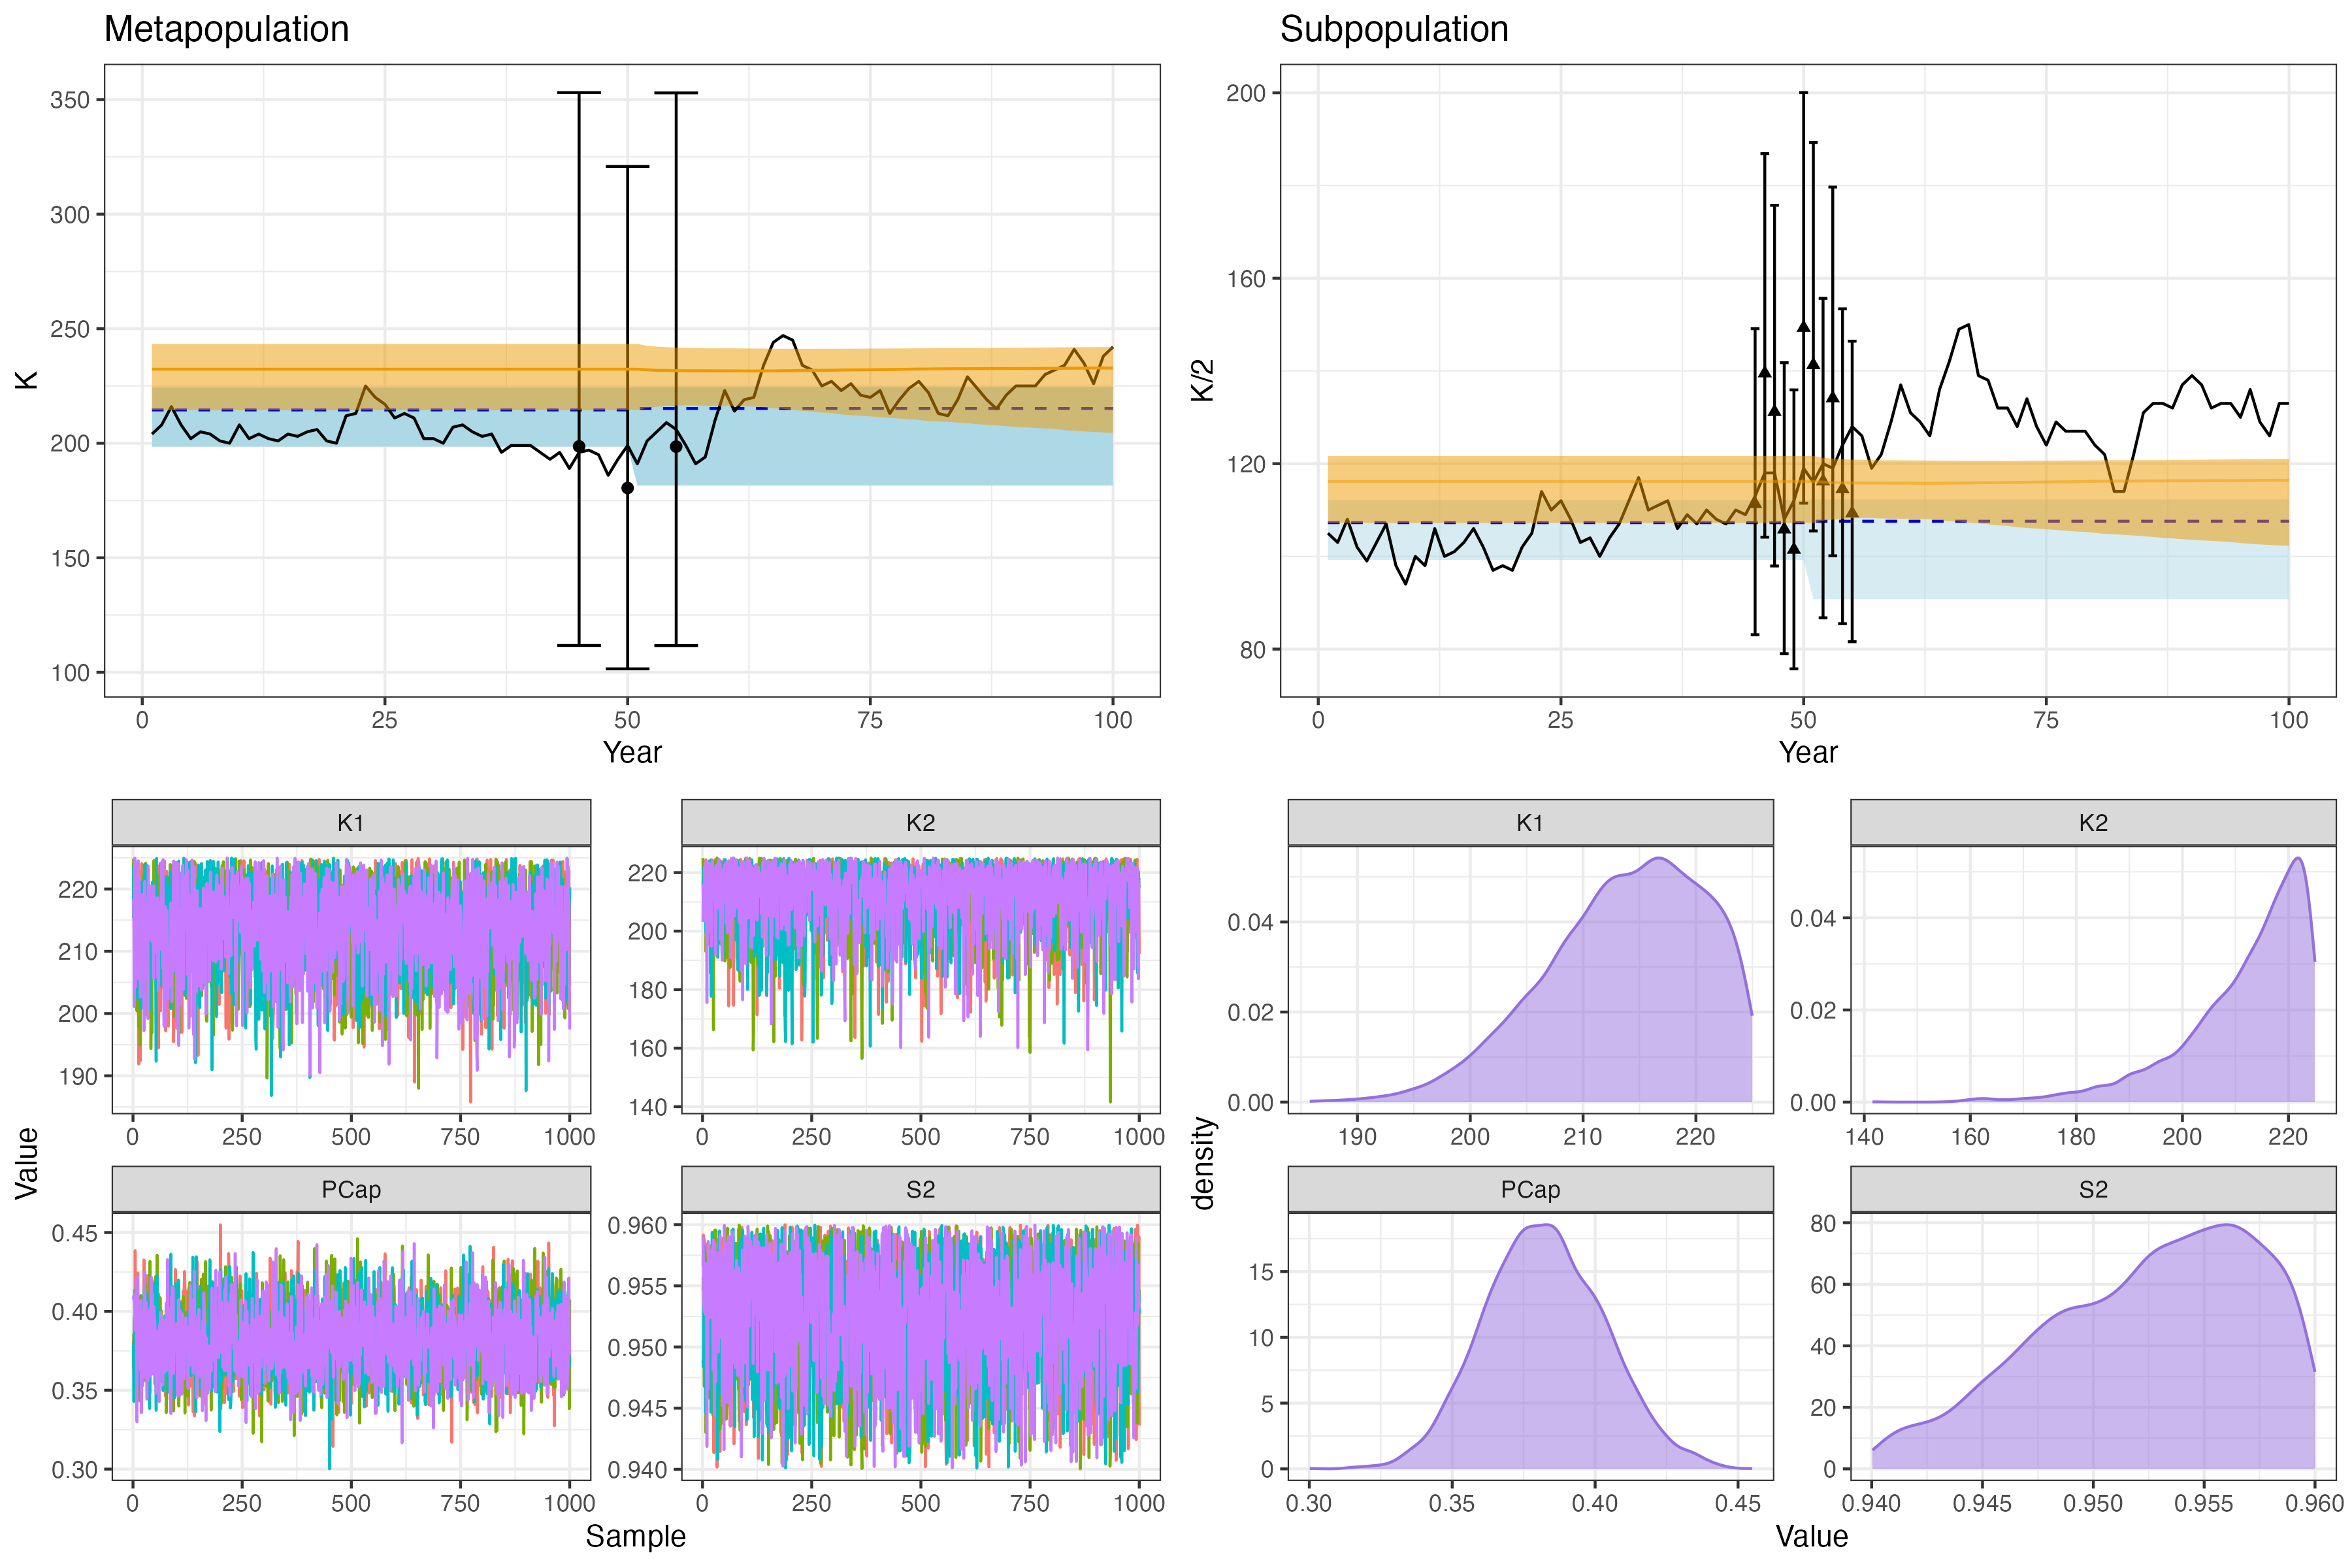 Metapopulation
Subpopulation
K
350
300
250
200
150
100
0 25 50 75 100
Year
K/2
200
160
120
80
0 25 50 75 100
Year
Value
K1
220
210
200
190
0 250 500 750 1000
K2
220
200
180
160
140
0 250 500 750 1000
PCap
0.45
0.40
0.35
0.30
0 250 500 750 1000
S2
0.960
0.955
0.950
0.945
0.940
0 250 500 750 1000
Sample
density
K1
0.04
0.02
0.00
190 200 210 220
K2
0.04
0.02
0.00
140 160 180 200 220
PCap
15
10
5
0
0.30 0.35 0.40 0.45
S2
80
60
40
20
0
0.940 0.945 0.950 0.955 0.960
Value